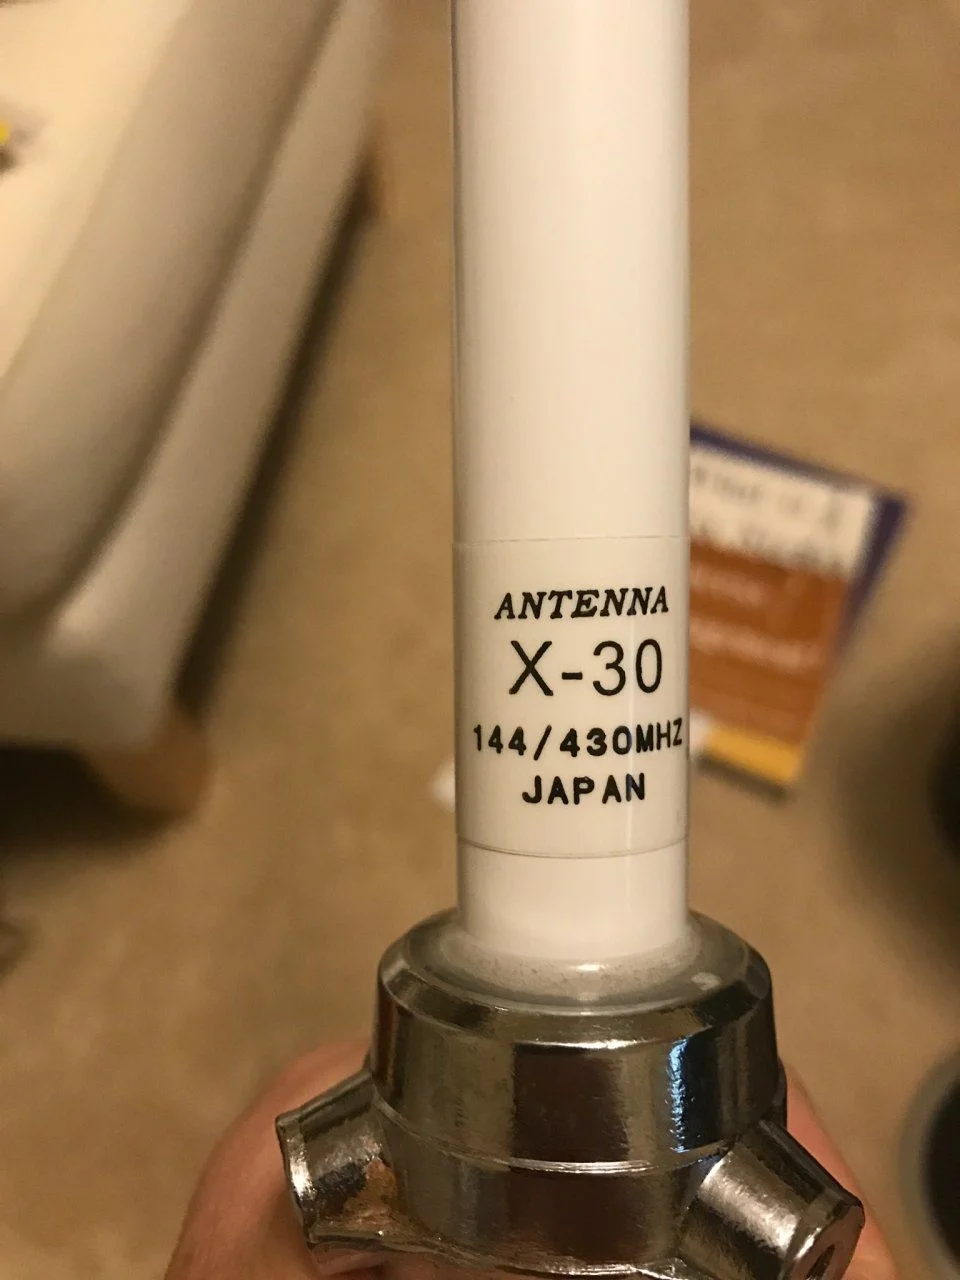 ANTENNA
X-30
144/430MHZ
JAPAN